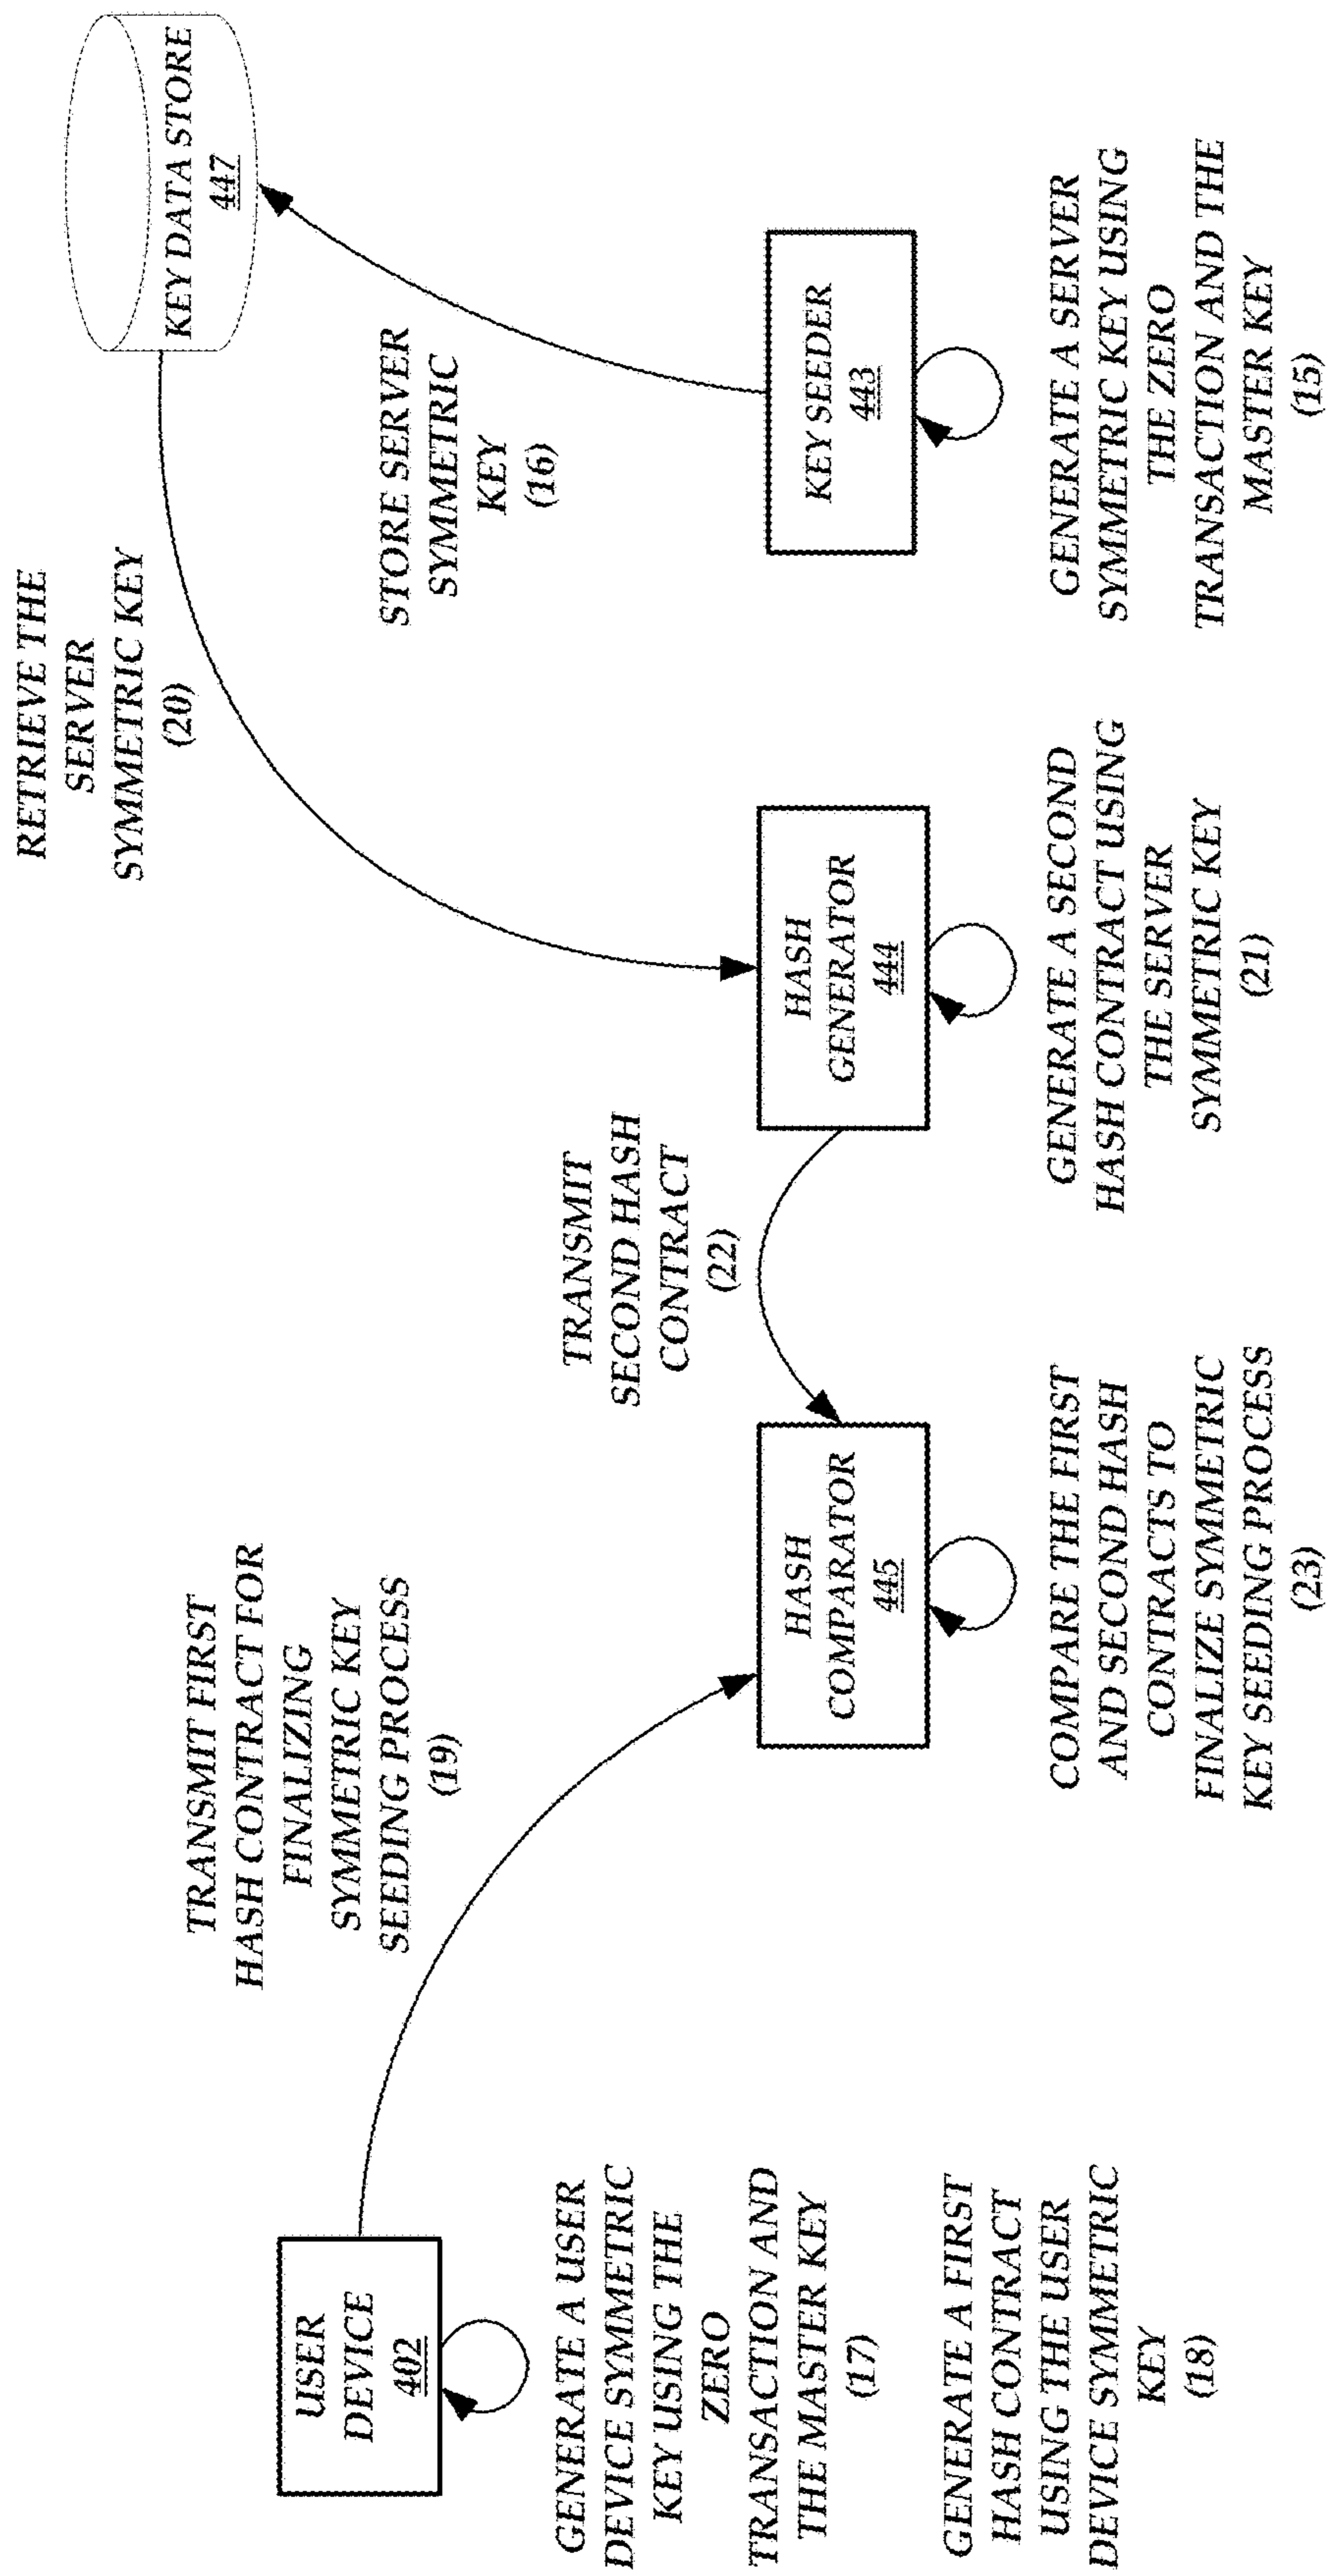 USER
DEVICE
402
GENERATE A USER
DEVICE SYMMETRIC
KEY USING THE
ZERO
TRANSACTION AND
THE MASTER KEY
(17)
GENERATE A FIRST
HASH CONTRACT
USING THE USER
DEVICE SYMMETRIC
KEY
(18)
TRANSMIT FIRST
HASH CONTRACT FOR
FINALIZING
SYMMETRIC KEY
SEEDING PROCESS
(19)
HASH
COMPARATOR
445
COMPARE THE FIRST
AND SECOND HASH
CONTRACTS TO
FINALIZE SYMMETRIC
KEY SEEDING PROCESS
(23)
TRANSMIT
SECOND HASH
CONTRACT
(22)
HASH
GENERATOR
444
GENERATE A SECOND
HASH CONTRACT USING
THE SERVER
SYMMETRIC KEY
(21)
RETRIEVE THE
SERVER
SYMMETRIC KEY
(20)
STORE SERVER
SYMMETRIC
KEY
(16)
KEY SEEDER
443
GENERATE A SERVER
SYMMETRIC KEY USING
THE ZERO
TRANSACTION AND THE
MASTER KEY
(15)
KEY DATA STORE
447